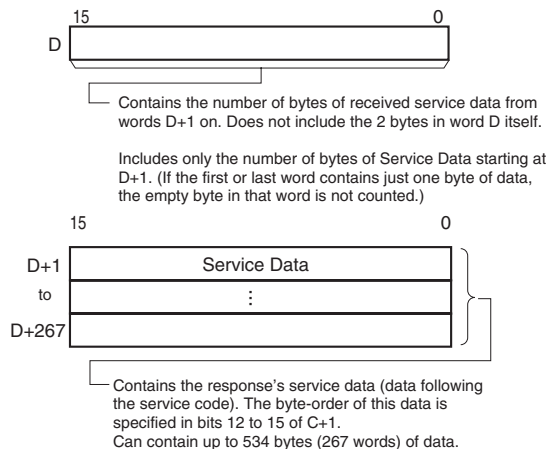 15 0
D
Contains the number of bytes of received service data from
words D+1 on. Does not include the 2 bytes in word D itself.
Includes only the number of bytes of Service Data starting at
D+1. (If the first or last word contains just one byte of data,
the empty byte in that word is not counted.)
15 0
D+1 Service Data
to ⋮
D+267
Contains the response's service data (data following
the service code). The byte-order of this data is
specified in bits 12 to 15 of C+1.
Can contain up to 534 bytes (267 words) of data.